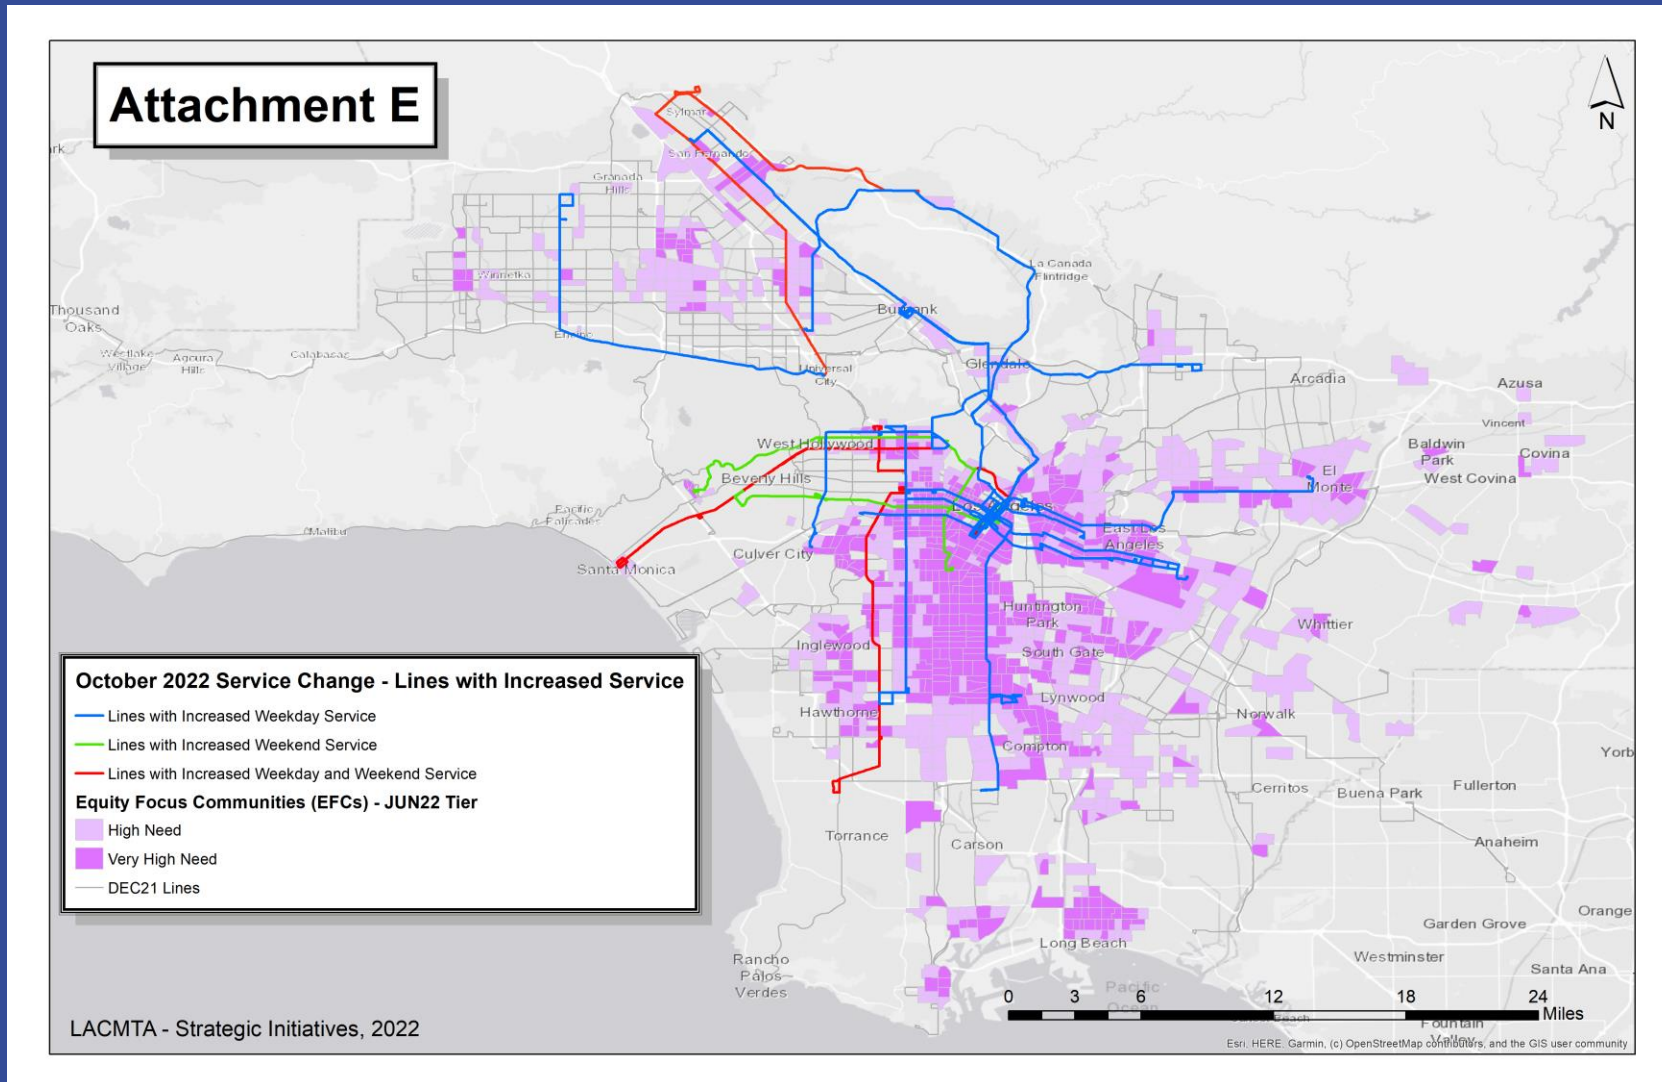 Attachment E
N
Sylmar
San Fernando
Granada
Hills
Winnetka
La Canada
Flintridge
Thousand
Oaks
Burbank
Encino
Westlake
Village
Agoura
Hills
Calabasas
Universal
City
Glendale
Arcadia
Azusa
Vincent
West Hollywood
Baldwin
Park
Covina
Beverly Hills
El
Monte
West Covina
Pacific
Palisades
Malibu
Los Angeles
East Los
Angeles
Culver City
Santa Monica
Huntington
Park
Whittier
Inglewood
South Gate
Lynwood
Hawthorne
Norwalk
Compton
Yorb
Cerritos
Buena Park
Fullerton
Torrance
Carson
Anaheim
Orange
Garden Grove
Long Beach
Westminster
Santa Ana
Rancho
Palos
Verdes
Pacific
Ocean
Fountain
Valley
October 2022 Service Change - Lines with Increased Service
Lines with Increased Weekday Service
Lines with Increased Weekend Service
Lines with Increased Weekday and Weekend Service
Equity Focus Communities (EFCs) - JUN22 Tier
High Need
Very High Need
DEC21 Lines
0 3 6 12 18 24
Miles
LACMTA - Strategic Initiatives, 2022
Esri, HERE, Garmin, (c) OpenStreetMap contributors, and the GIS user community